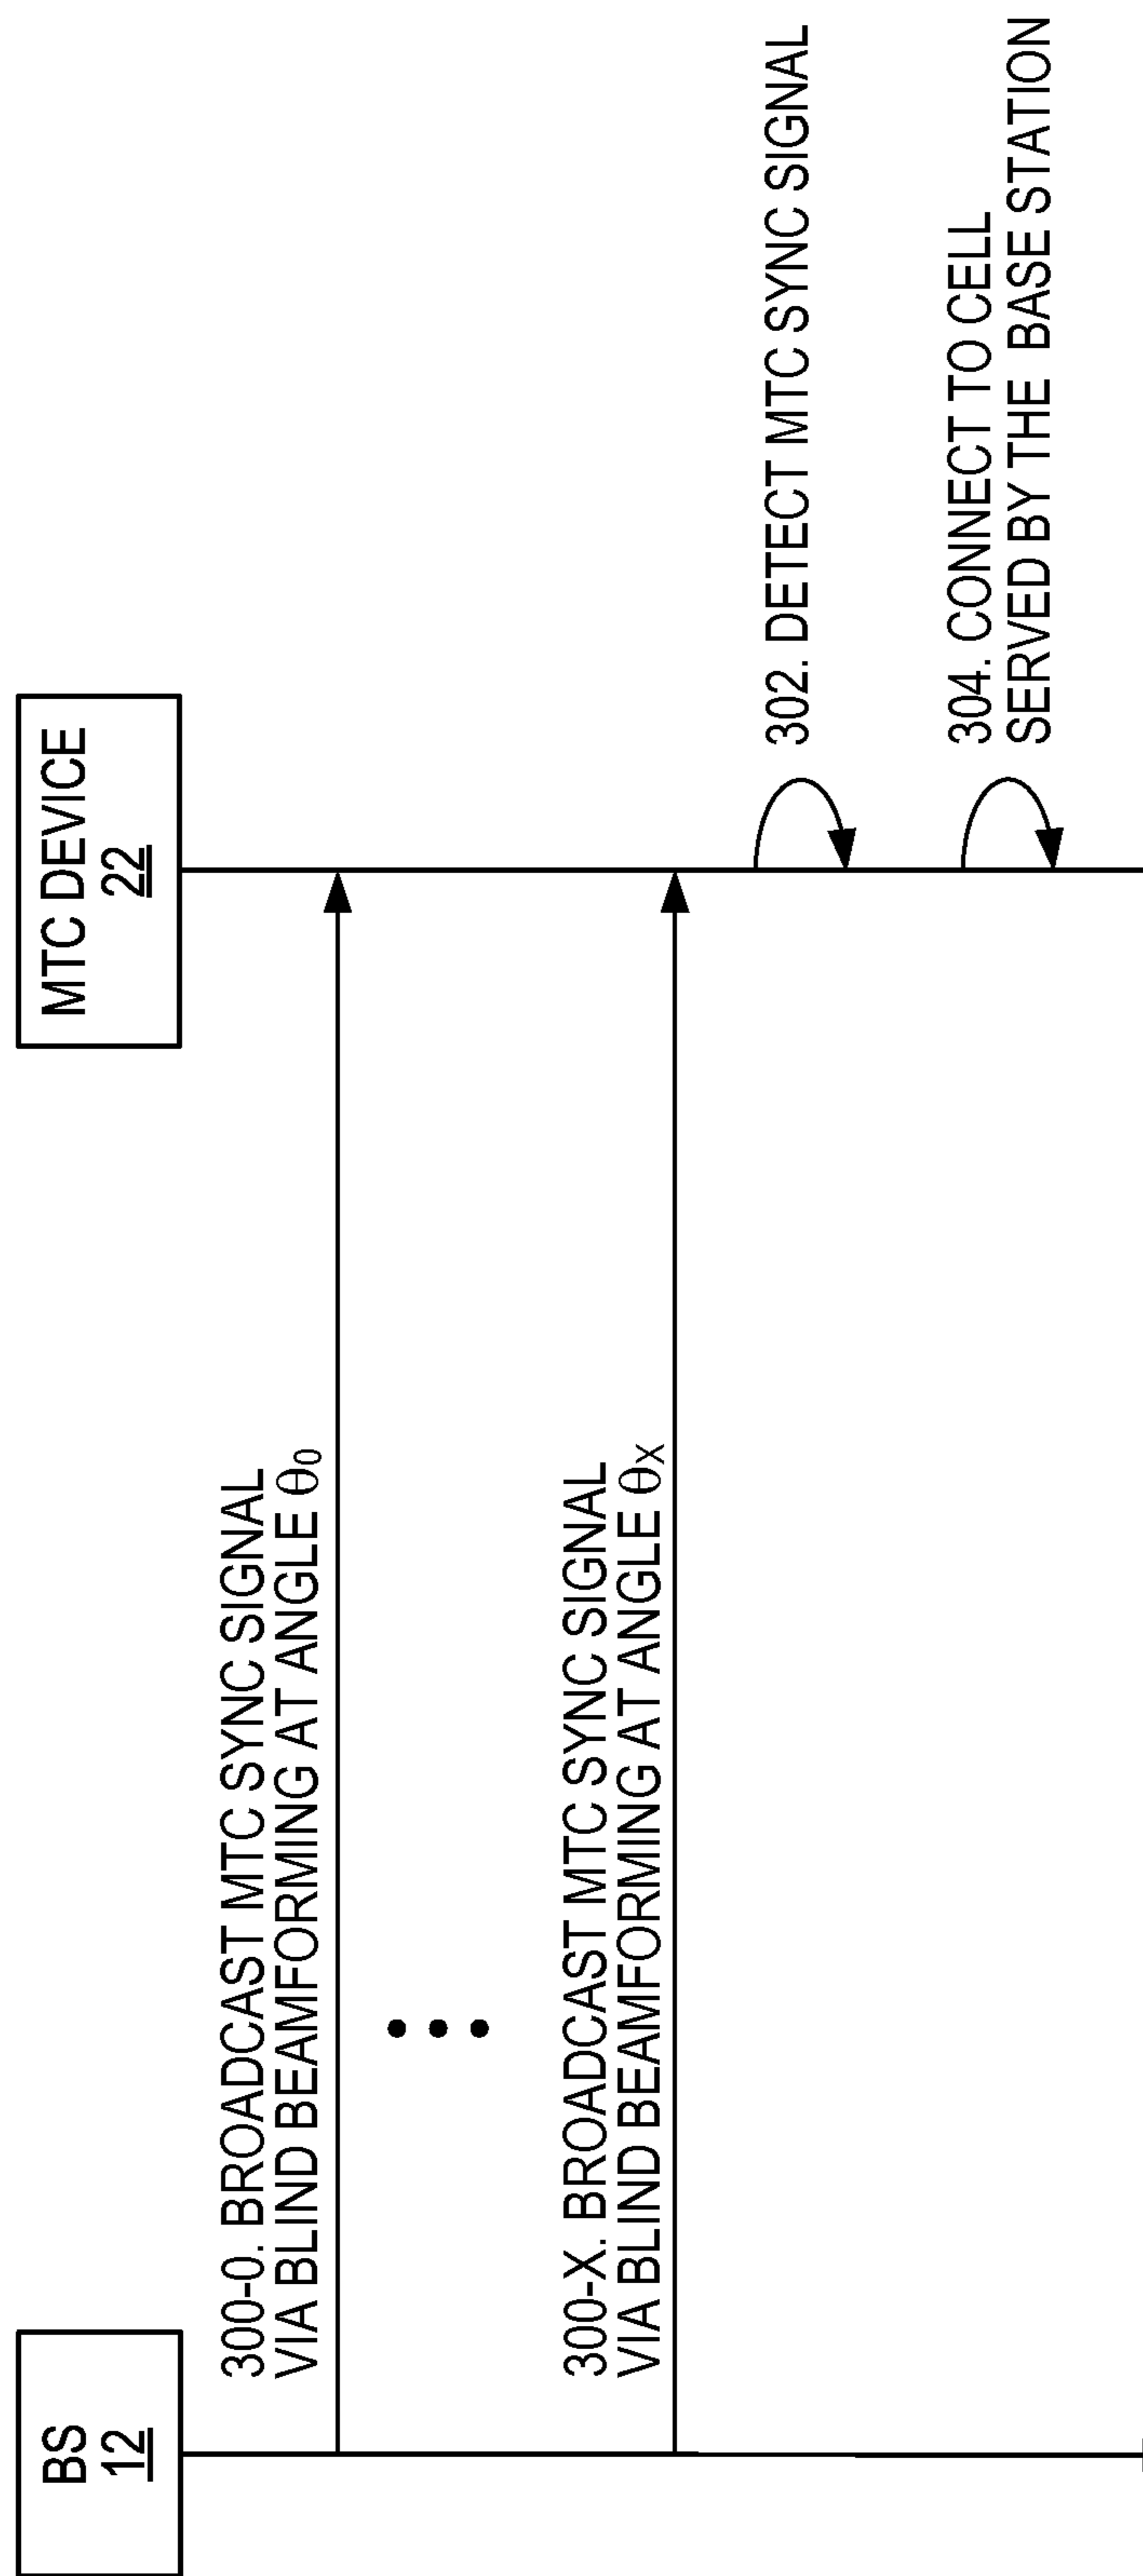 BS
12
MTC DEVICE
22
300-0. BROADCAST MTC SYNC SIGNAL
VIA BLIND BEAMFORMING AT ANGLE θ₀
300-X. BROADCAST MTC SYNC SIGNAL
VIA BLIND BEAMFORMING AT ANGLE θₓ
302. DETECT MTC SYNC SIGNAL
304. CONNECT TO CELL
SERVED BY THE BASE STATION